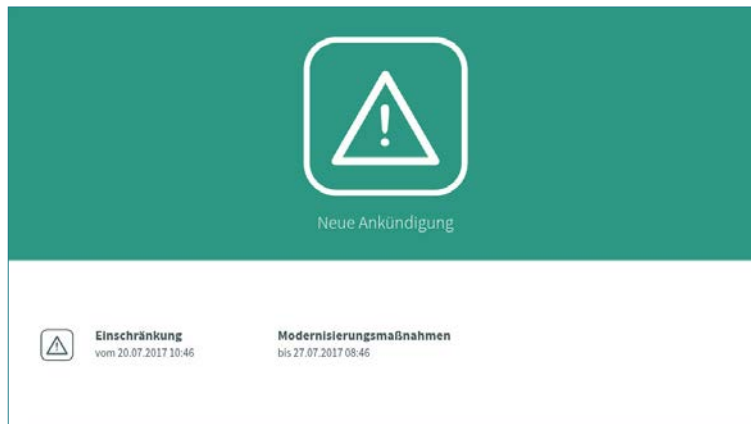 Neue Ankündigung
Einschränkung
vom 20.07.2017 10:46
Modernisierungsmaßnahmen
bis 27.07.2017 08:46